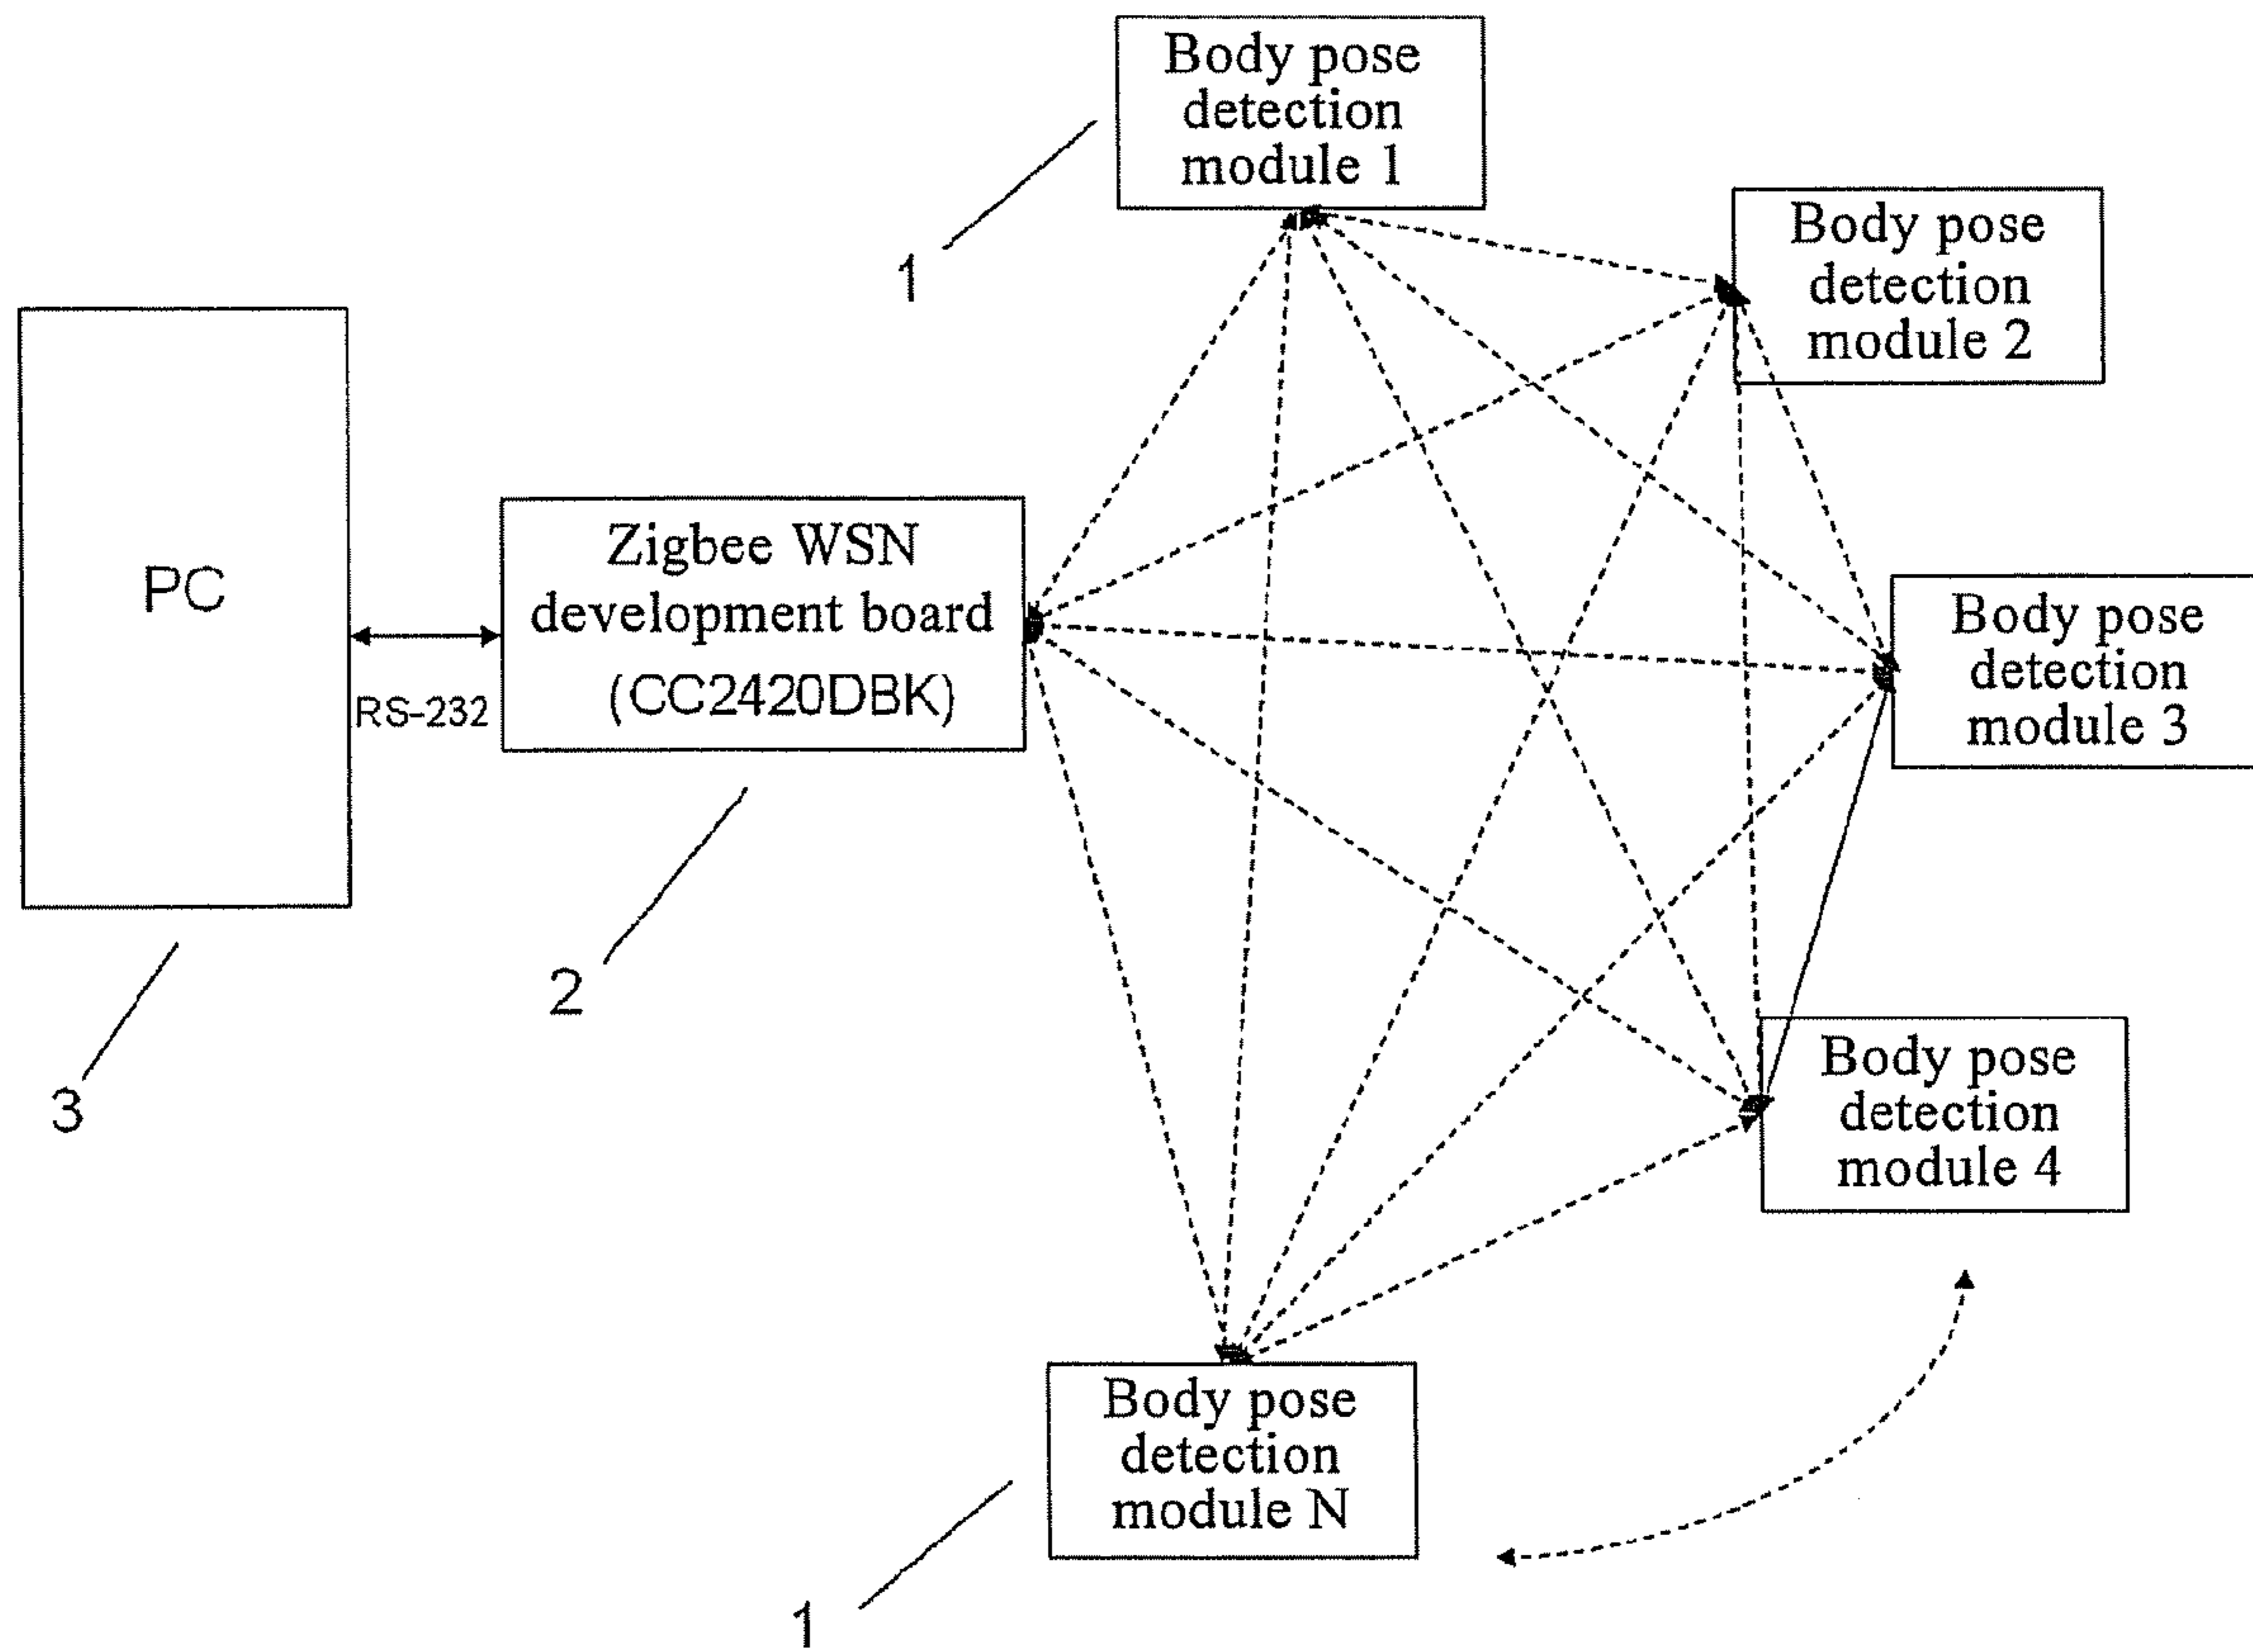 Body pose
detection
module 1
1
Body pose
detection
module 2
PC
RS-232
Zigbee WSN
development board
(CC2420DBK)
Body pose
detection
module 3
2
3
Body pose
detection
module 4
Body pose
detection
module N
1